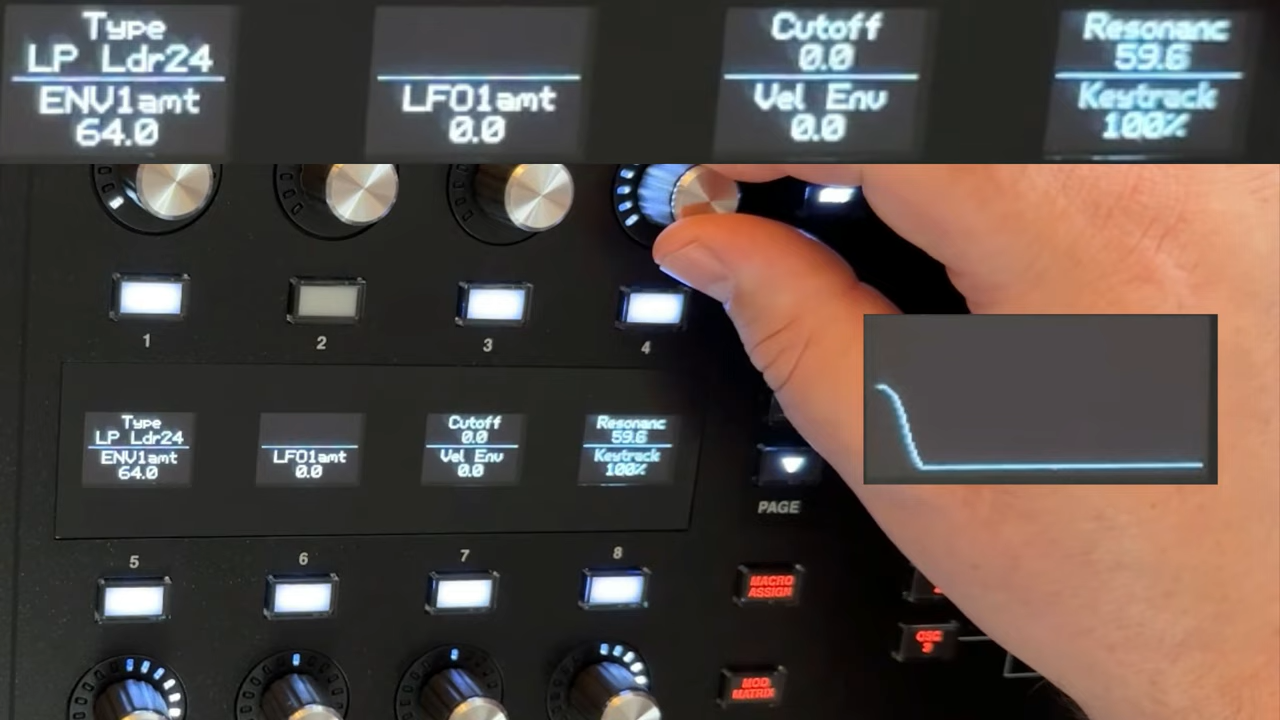 Type
LP Ldr24
ENV1amt
64.0
LFO1amt
0.0
Cutoff
0.0
Vel Env
0.0
Resonanc
59.6
Keytrack
100%
1
2
3
4
Type
LP Ldr24
ENV1amt
64.0
LFO1amt
0.0
Cutoff
0.0
Vel Env
0.0
Resonanc
59.6
Keytrack
100%
PAGE
5
6
7
8
MACRO
ASSIGN
OSC
3
MOD
MATRIX